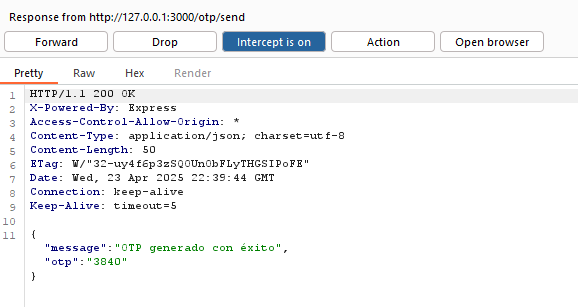 Response from http://127.0.0.1:3000/otp/send
Forward Drop Intercept is on Action Open browser
Pretty Raw Hex Render
1 HTTP/1.1 200 OK
2 X-Powered-By: Express
3 Access-Control-Allow-Origin: *
4 Content-Type: application/json; charset=utf-8
5 Content-Length: 50
6 ETag: W/"32-uy4f6p3zSQ0Un0bFLyTHGSIPoFE"
7 Date: Wed, 23 Apr 2025 22:39:44 GMT
8 Connection: keep-alive
9 Keep-Alive: timeout=5
10
11 {
"message":"OTP generado con éxito",
"otp":"3840"
}